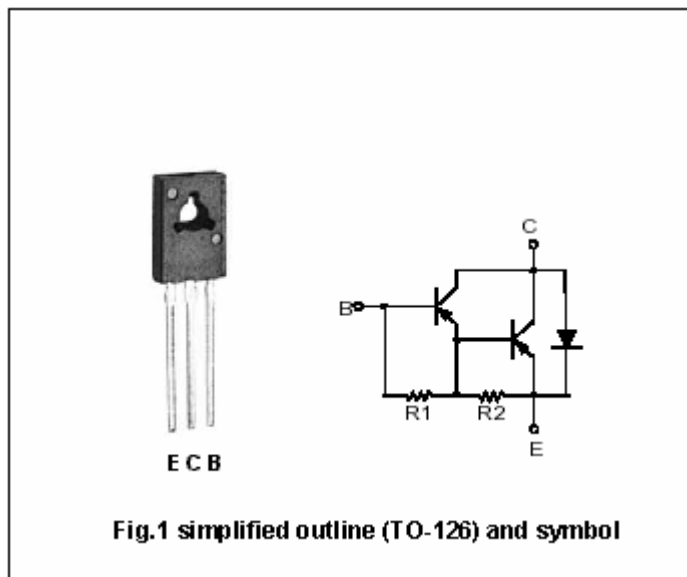 C
B
R1 R2
E
E C B
Fig.1 simplified outline (TO-126) and symbol